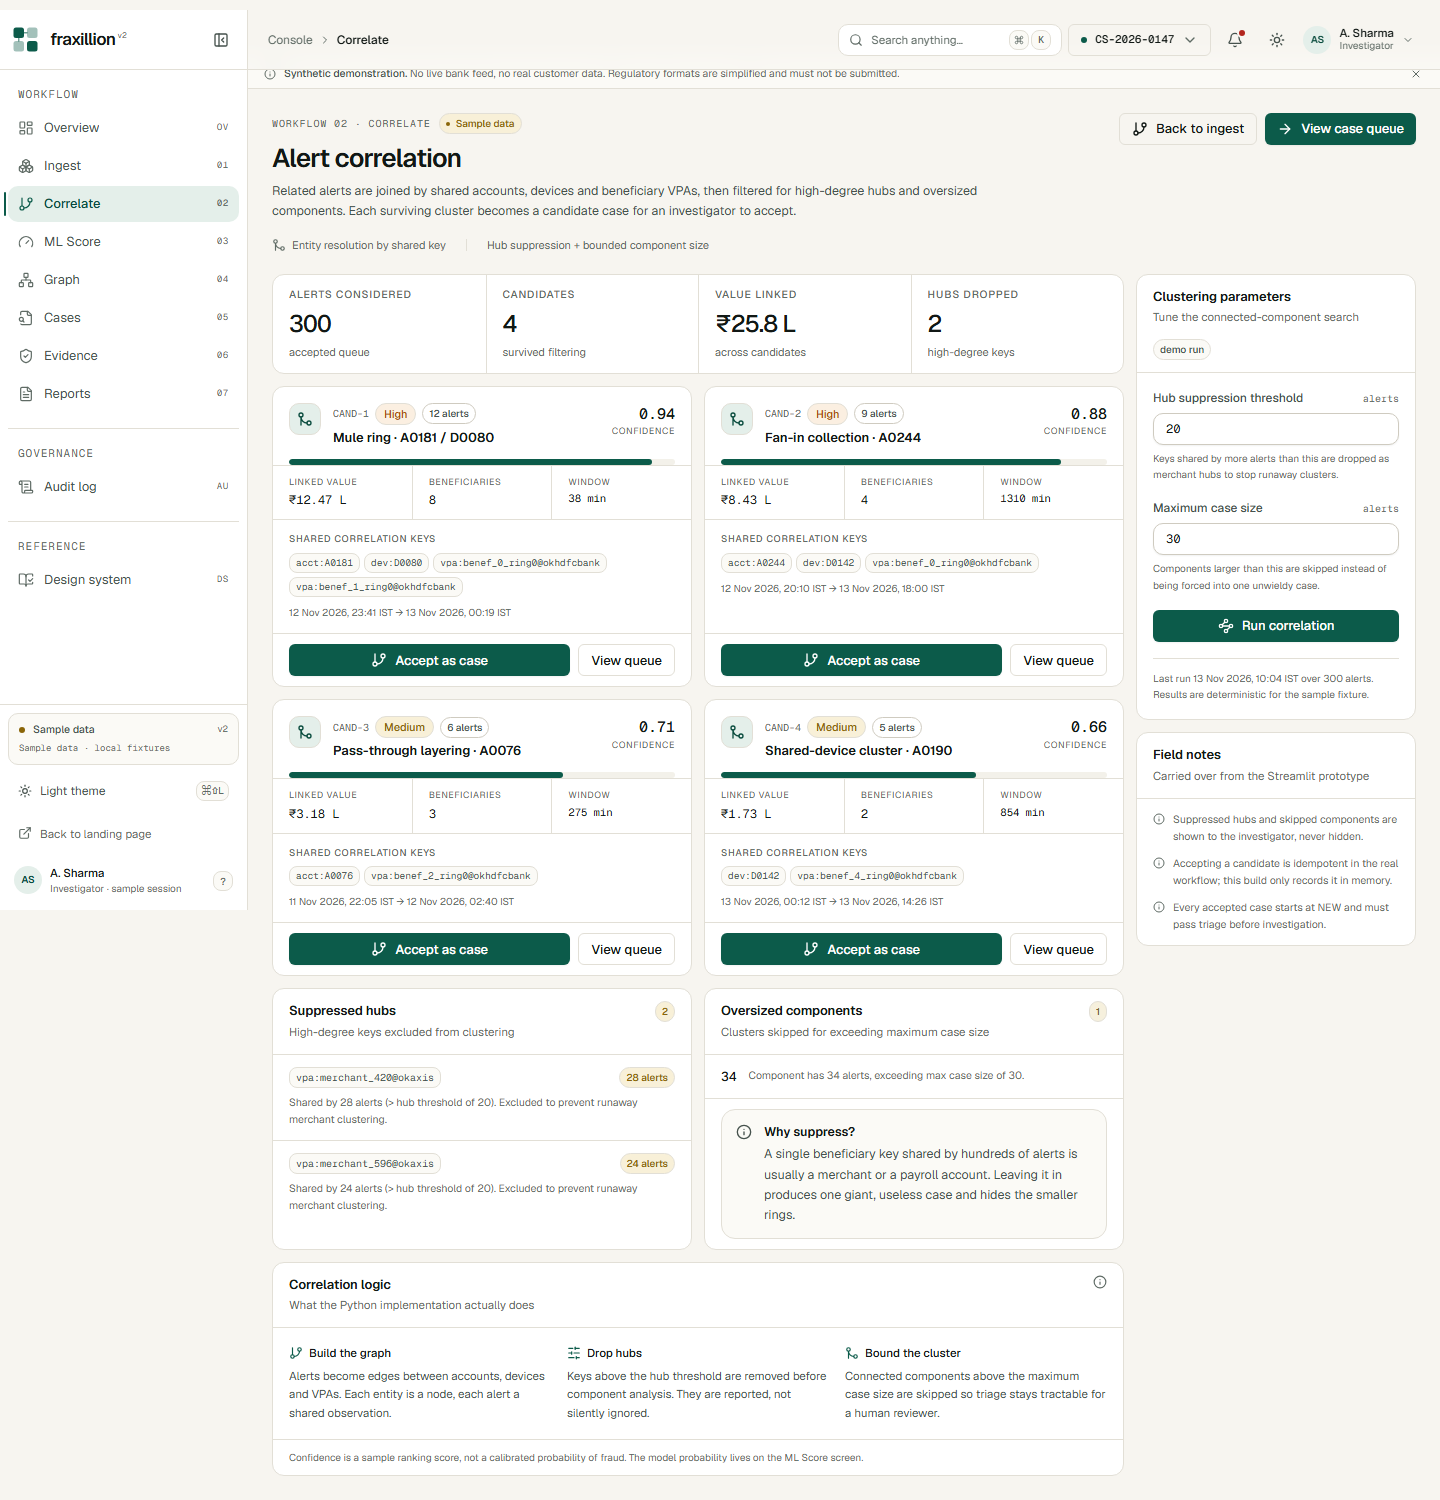 fraxillion v2
WORKFLOW
Overview OV
Ingest 01
Correlate 02
ML Score 03
Graph 04
Cases 05
Evidence 06
Reports 07
GOVERNANCE
Audit log AU
REFERENCE
Design system DS
Sample data v2
Sample data · local fixtures
Light theme ⌘⇧L
Back to landing page
AS A. Sharma
Investigator · sample session
?
Console > Correlate
Search anything… ⌘ K
CS-2026-0147
AS A. Sharma
Investigator
Synthetic demonstration. No live bank feed, no real customer data. Regulatory formats are simplified and must not be submitted.
WORKFLOW 02 · CORRELATE Sample data
Back to ingest
View case queue
Alert correlation
Related alerts are joined by shared accounts, devices and beneficiary VPAs, then filtered for high-degree hubs and oversized
components. Each surviving cluster becomes a candidate case for an investigator to accept.
Entity resolution by shared key
Hub suppression + bounded component size
ALERTS CONSIDERED
300
accepted queue
CANDIDATES
4
survived filtering
VALUE LINKED
₹25.8 L
across candidates
HUBS DROPPED
2
high-degree keys
CAND-1 High 12 alerts
Mule ring · A0181 / D0080
0.94
CONFIDENCE
LINKED VALUE
₹12.47 L
BENEFICIARIES
8
WINDOW
38 min
SHARED CORRELATION KEYS
acct:A0181 dev:D0080 vpa:benef_0_ring0@okhdfcbank
vpa:benef_1_ring0@okhdfcbank
12 Nov 2026, 23:41 IST → 13 Nov 2026, 00:19 IST
Accept as case
View queue
CAND-2 High 9 alerts
Fan-in collection · A0244
0.88
CONFIDENCE
LINKED VALUE
₹8.43 L
BENEFICIARIES
4
WINDOW
1310 min
SHARED CORRELATION KEYS
acct:A0244 dev:D0142 vpa:benef_0_ring0@okhdfcbank
12 Nov 2026, 20:10 IST → 13 Nov 2026, 18:00 IST
Accept as case
View queue
CAND-3 Medium 6 alerts
Pass-through layering · A0076
0.71
CONFIDENCE
LINKED VALUE
₹3.18 L
BENEFICIARIES
3
WINDOW
275 min
SHARED CORRELATION KEYS
acct:A0076 vpa:benef_2_ring0@okhdfcbank
11 Nov 2026, 22:05 IST → 12 Nov 2026, 02:40 IST
Accept as case
View queue
CAND-4 Medium 5 alerts
Shared-device cluster · A0190
0.66
CONFIDENCE
LINKED VALUE
₹1.73 L
BENEFICIARIES
2
WINDOW
854 min
SHARED CORRELATION KEYS
dev:D0142 vpa:benef_4_ring0@okhdfcbank
13 Nov 2026, 00:12 IST → 13 Nov 2026, 14:26 IST
Accept as case
View queue
Suppressed hubs 2
High-degree keys excluded from clustering
vpa:merchant_420@okaxis 28 alerts
Shared by 28 alerts (> hub threshold of 20). Excluded to prevent runaway
merchant clustering.
vpa:merchant_596@okaxis 24 alerts
Shared by 24 alerts (> hub threshold of 20). Excluded to prevent runaway
merchant clustering.
Oversized components 1
Clusters skipped for exceeding maximum case size
34 Component has 34 alerts, exceeding max case size of 30.
Why suppress?
A single beneficiary key shared by hundreds of alerts is
usually a merchant or a payroll account. Leaving it in
produces one giant, useless case and hides the smaller
rings.
Correlation logic
What the Python implementation actually does
Build the graph
Alerts become edges between accounts, devices
and VPAs. Each entity is a node, each alert a
shared observation.
Drop hubs
Keys above the hub threshold are removed before
component analysis. They are reported, not
silently ignored.
Bound the cluster
Connected components above the maximum
case size are skipped so triage stays tractable for
a human reviewer.
Confidence is a sample ranking score, not a calibrated probability of fraud. The model probability lives on the ML Score screen.
Clustering parameters
Tune the connected-component search
demo run
Hub suppression threshold alerts
20
Keys shared by more alerts than this are dropped as
merchant hubs to stop runaway clusters.
Maximum case size alerts
30
Components larger than this are skipped instead of
being forced into one unwieldy case.
Run correlation
Last run 13 Nov 2026, 10:04 IST over 300 alerts.
Results are deterministic for the sample fixture.
Field notes
Carried over from the Streamlit prototype
Suppressed hubs and skipped components are
shown to the investigator, never hidden.
Accepting a candidate is idempotent in the real
workflow; this build only records it in memory.
Every accepted case starts at NEW and must
pass triage before investigation.